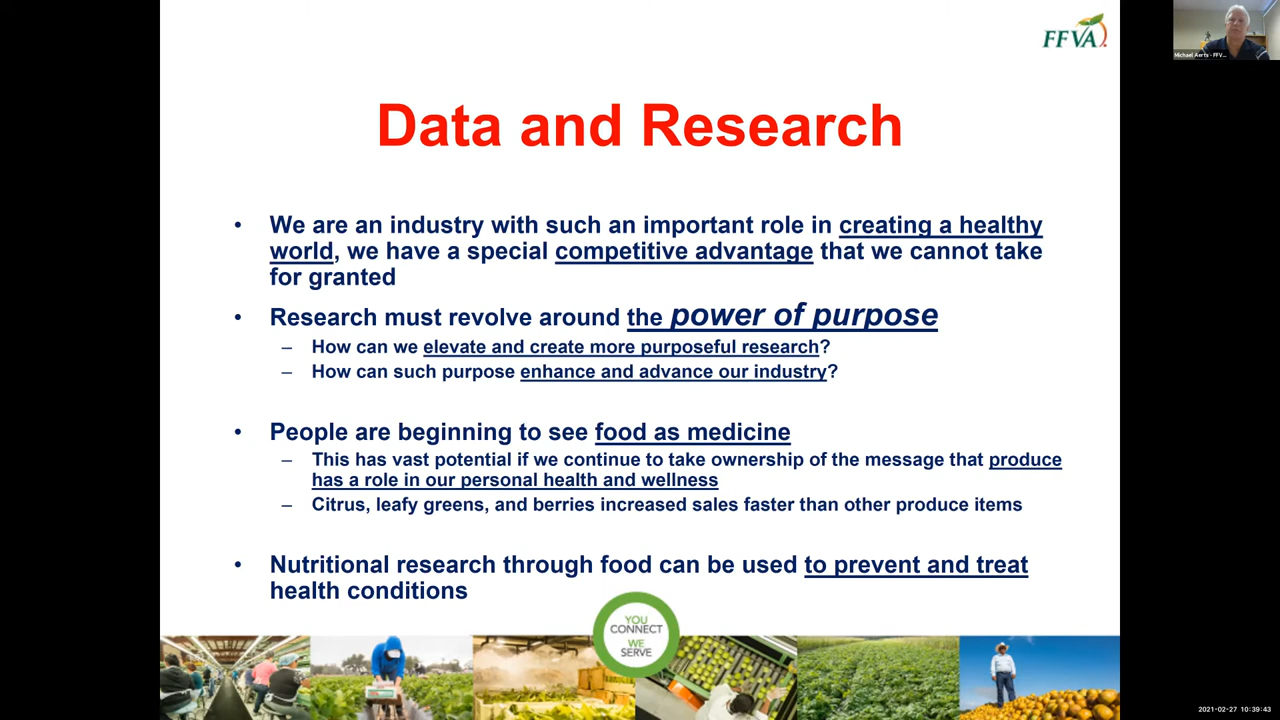 FFVA
Michael Aerts - FFV...
Data and Research
• We are an industry with such an important role in creating a healthy
world, we have a special competitive advantage that we cannot take
for granted
• Research must revolve around the power of purpose
– How can we elevate and create more purposeful research?
– How can such purpose enhance and advance our industry?
• People are beginning to see food as medicine
– This has vast potential if we continue to take ownership of the message that produce
has a role in our personal health and wellness
– Citrus, leafy greens, and berries increased sales faster than other produce items
• Nutritional research through food can be used to prevent and treat
health conditions
YOU
CONNECT
WE
SERVE
2021-02-27 10:39:43